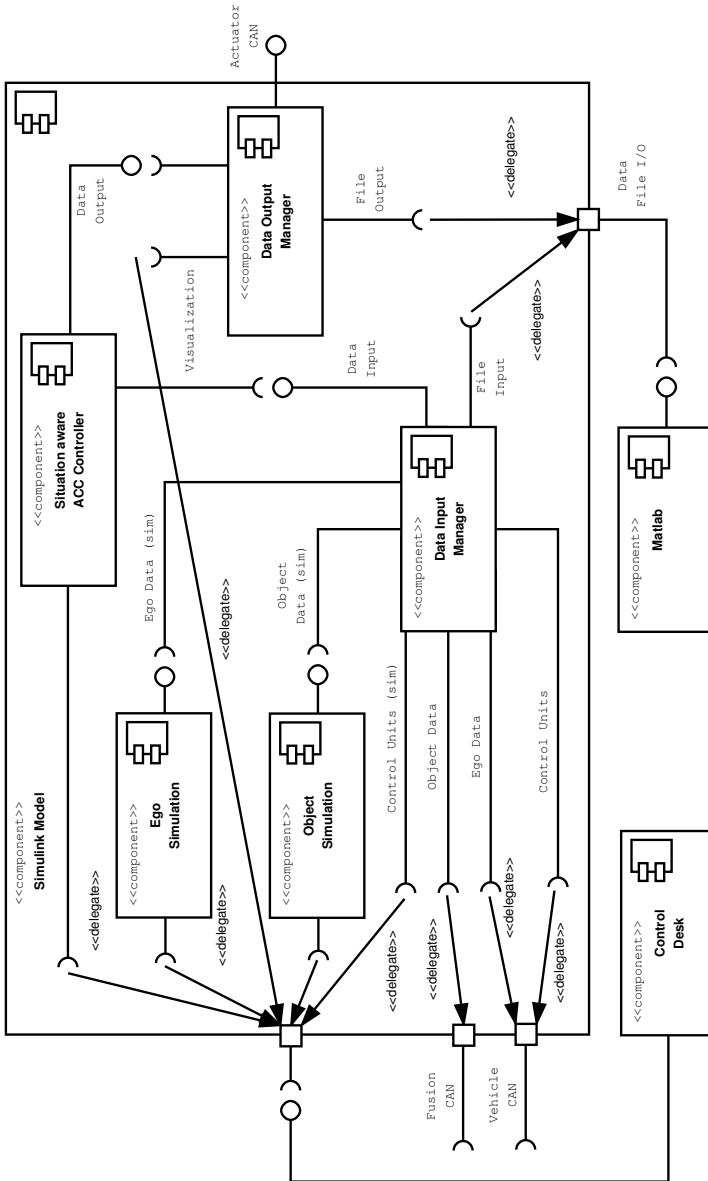 <<component>>
Simulink Model
<<component>>
Situation aware
ACC Controller
Data
Output
<<component>>
Data Output
Manager
Actuator
CAN
Visualization
File
Output
<<delegate>>
<<delegate>>
<<delegate>>
<<component>>
Ego
Simulation
Ego Data (sim)
<<delegate>>
<<delegate>>
<<component>>
Object
Simulation
Object
Data (sim)
Data
Input
<<component>>
Data Input
Manager
File
Input
<<delegate>>
Control Units (sim)
<<delegate>>
Object Data
<<delegate>>
Ego Data
<<delegate>>
Control Units
Fusion
CAN
Vehicle
CAN
Data
File I/O
<<component>>
Matlab
<<component>>
Control
Desk